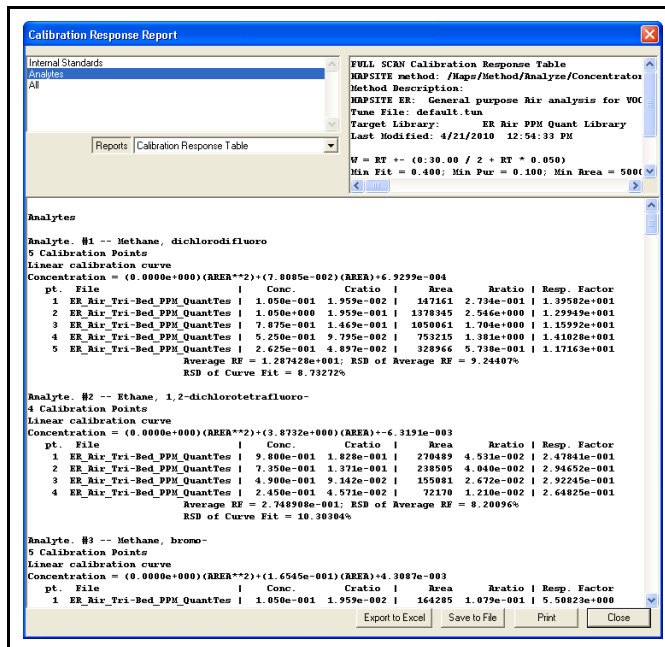 Calibration Response Report
Internal Standards
Analytes
All
Reports Calibration Response Table
FULL SCAN Calibration Response Table
HAPSITE method: /Haps/Method/Analyze/Concentrator
Method Description:
HAPSITE ER: General purpose Air analysis for VOC
Tune File: default.tun
Target Library: ER Air PPM Quant Library
Last Modified: 4/21/2010 12:54:33 PM
W = RT +- (0:30.00 / 2 + RT * 0.050)
Min Fit = 0.400; Min Pur = 0.100; Min Area = 5000
Analytes
Analyte. #1 -- Methane, dichlorodifluoro
5 Calibration Points
Linear calibration curve
Concentration = (0.0000e+000)(AREA**2)+(7.8085e-002)(AREA)+6.9299e-004
pt. File | Conc. Cratio | Area Aratio | Resp. Factor
1 ER_Air_Tri-Bed_PPM_QuantTes | 1.050e-001 1.959e-002 | 147161 2.734e-001 | 1.39582e+001
2 ER_Air_Tri-Bed_PPM_QuantTes | 1.050e+000 1.959e-001 | 1378345 2.546e+000 | 1.29949e+001
3 ER_Air_Tri-Bed_PPM_QuantTes | 7.875e-001 1.469e-001 | 1050061 1.704e+000 | 1.15992e+001
4 ER_Air_Tri-Bed_PPM_QuantTes | 5.250e-001 9.795e-002 | 753215 1.381e+000 | 1.41028e+001
5 ER_Air_Tri-Bed_PPM_QuantTes | 2.625e-001 4.897e-002 | 328966 5.738e-001 | 1.17163e+001
Average RF = 1.287428e+001; RSD of Average RF = 9.24407%
RSD of Curve Fit = 8.73272%
Analyte. #2 -- Ethane, 1,2-dichlorotetrafluoro-
4 Calibration Points
Linear calibration curve
Concentration = (0.0000e+000)(AREA**2)+(3.8732e+000)(AREA)+-6.3191e-003
pt. File | Conc. Cratio | Area Aratio | Resp. Factor
1 ER_Air_Tri-Bed_PPM_QuantTes | 9.800e-001 1.828e-001 | 270489 4.531e-002 | 2.47841e-001
2 ER_Air_Tri-Bed_PPM_QuantTes | 7.350e-001 1.371e-001 | 238505 4.040e-002 | 2.94652e-001
3 ER_Air_Tri-Bed_PPM_QuantTes | 4.900e-001 9.142e-002 | 155081 2.672e-002 | 2.92245e-001
4 ER_Air_Tri-Bed_PPM_QuantTes | 2.450e-001 4.571e-002 | 72170 1.210e-002 | 2.64825e-001
Average RF = 2.748908e-001; RSD of Average RF = 8.20096%
RSD of Curve Fit = 10.30304%
Analyte. #3 -- Methane, bromo-
5 Calibration Points
Linear calibration curve
Concentration = (0.0000e+000)(AREA**2)+(1.6545e-001)(AREA)+4.3087e-003
pt. File | Conc. Cratio | Area Aratio | Resp. Factor
1 ER_Air_Tri-Bed_PPM_QuantTes | 1.050e-001 1.959e-002 | 164285 1.079e-001 | 5.50823e+000
Export to Excel Save to File Print Close